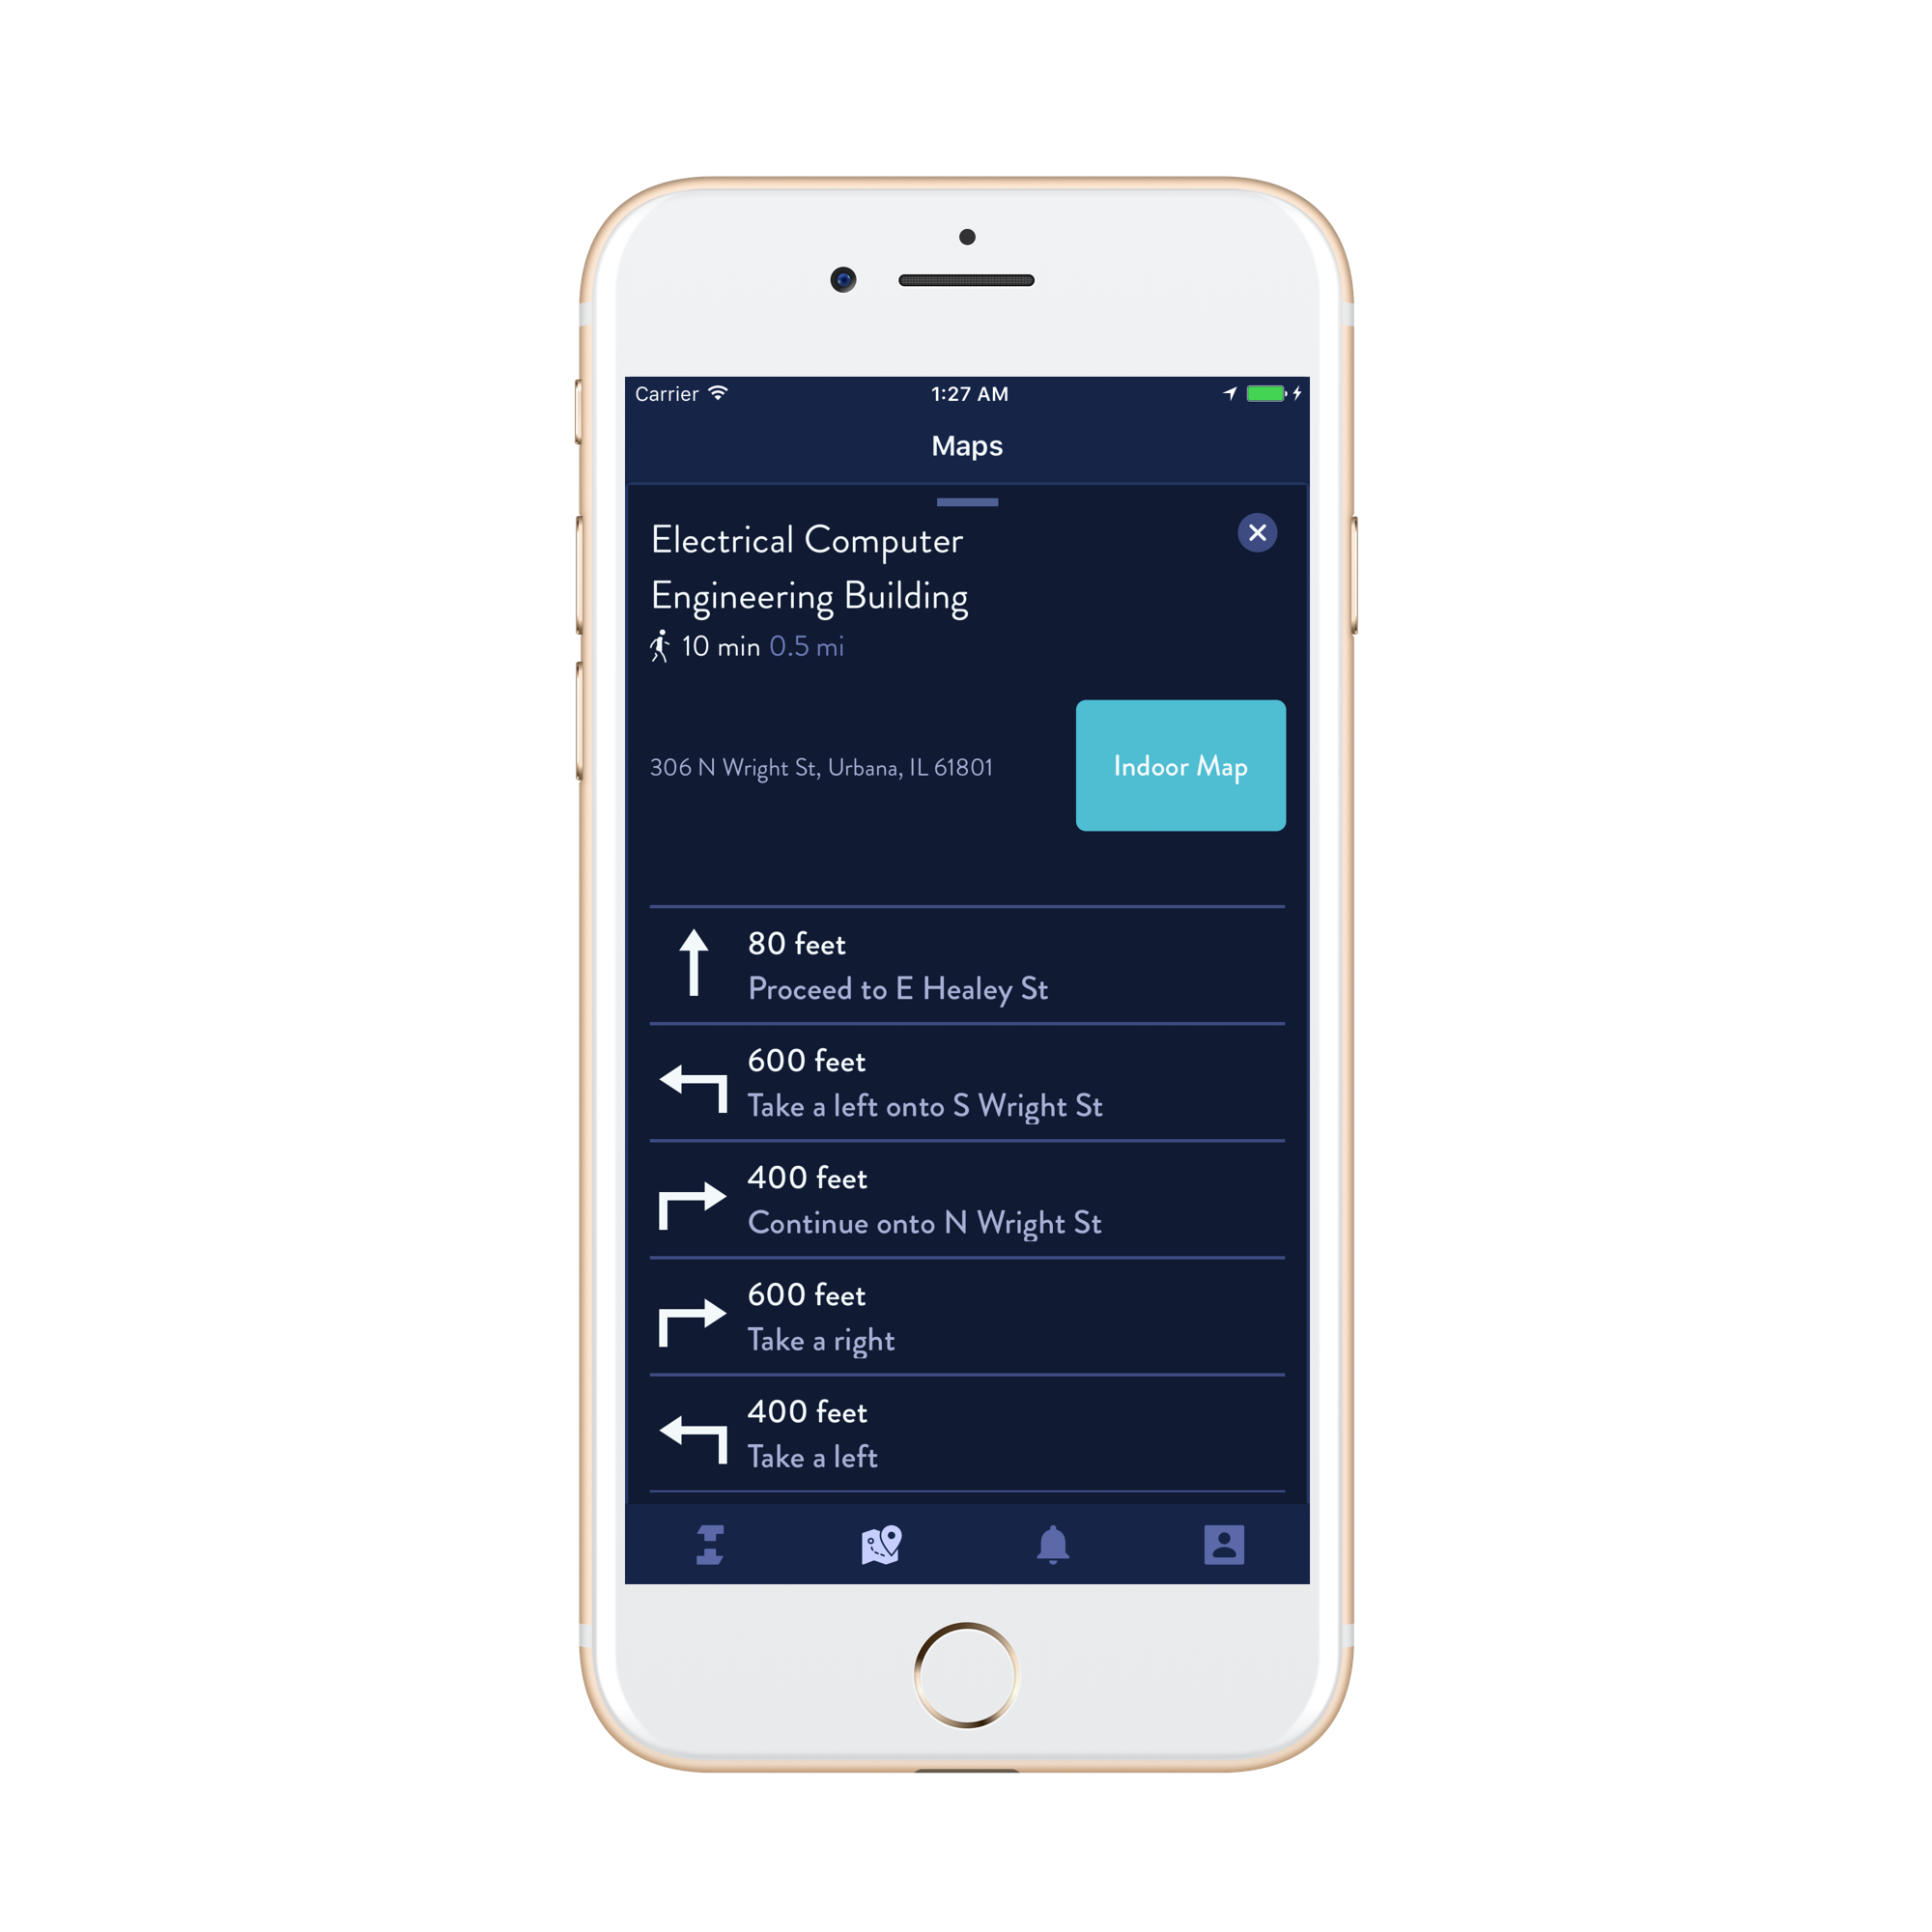 Carrier 1:27 AM
Maps
Electrical Computer
Engineering Building
10 min 0.5 mi
306 N Wright St, Urbana, IL 61801
Indoor Map
80 feet
Proceed to E Healey St
600 feet
Take a left onto S Wright St
400 feet
Continue onto N Wright St
600 feet
Take a right
400 feet
Take a left